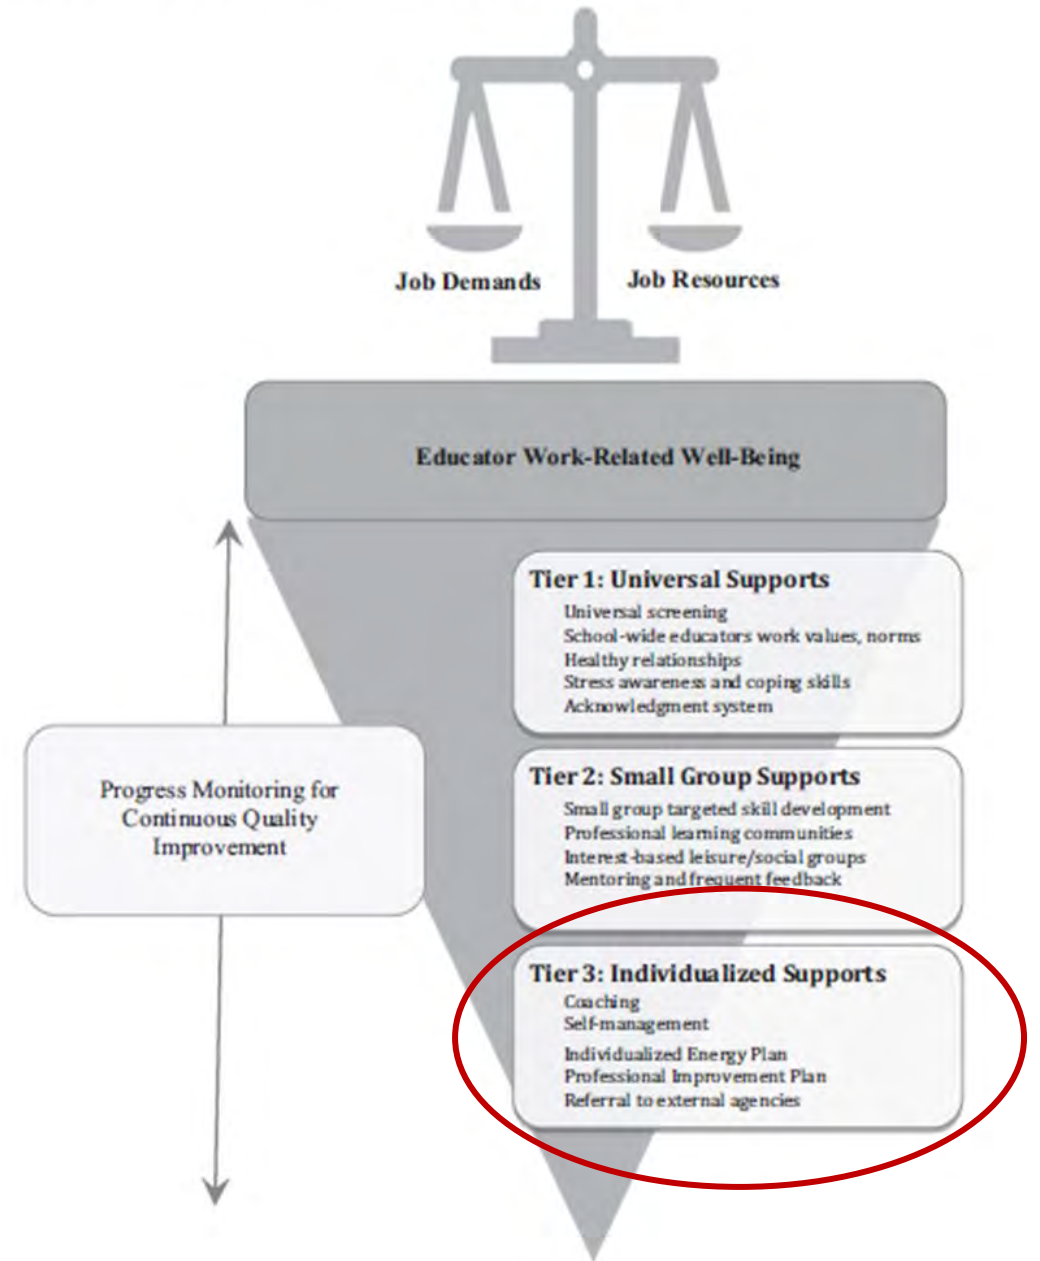 Job Demands
Job Resources
Educator Work-Related Well-Being
Tier 1: Universal Supports
Universal screening
School-wide educators work values, norms
Healthy relationships
Stress awareness and coping skills
Acknowledgment system
Progress Monitoring for
Continuous Quality
Improvement
Tier 2: Small Group Supports
Small group targeted skill development
Professional learning communities
Interest-based leisure/social groups
Mentoring and frequent feedback
Tier 3: Individualized Supports
Coaching
Self-management
Individualized Energy Plan
Professional Improvement Plan
Referral to external agencies